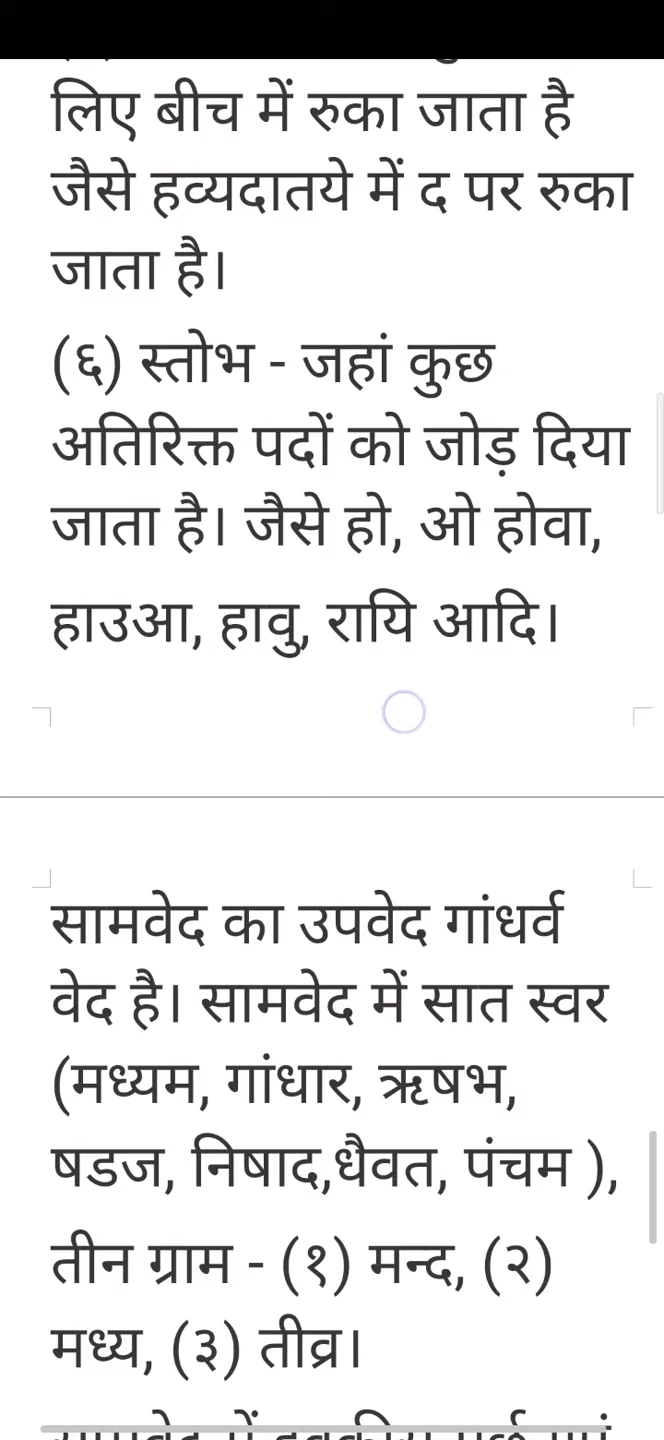 लिए बीच में रुका जाता है
जैसे हव्यदातये में द पर रुका
जाता है।
(६) स्तोभ - जहां कुछ
अतिरिक्त पदों को जोड़ दिया
जाता है। जैसे हो, ओ होवा,
हाउआ, हावु, रायि आदि।
सामवेद का उपवेद गांधर्व
वेद है। सामवेद में सात स्वर
(मध्यम, गांधार, ऋषभ,
षडज, निषाद,धैवत, पंचम ),
तीन ग्राम - (१) मन्द, (२)
मध्य, (३) तीव्र।